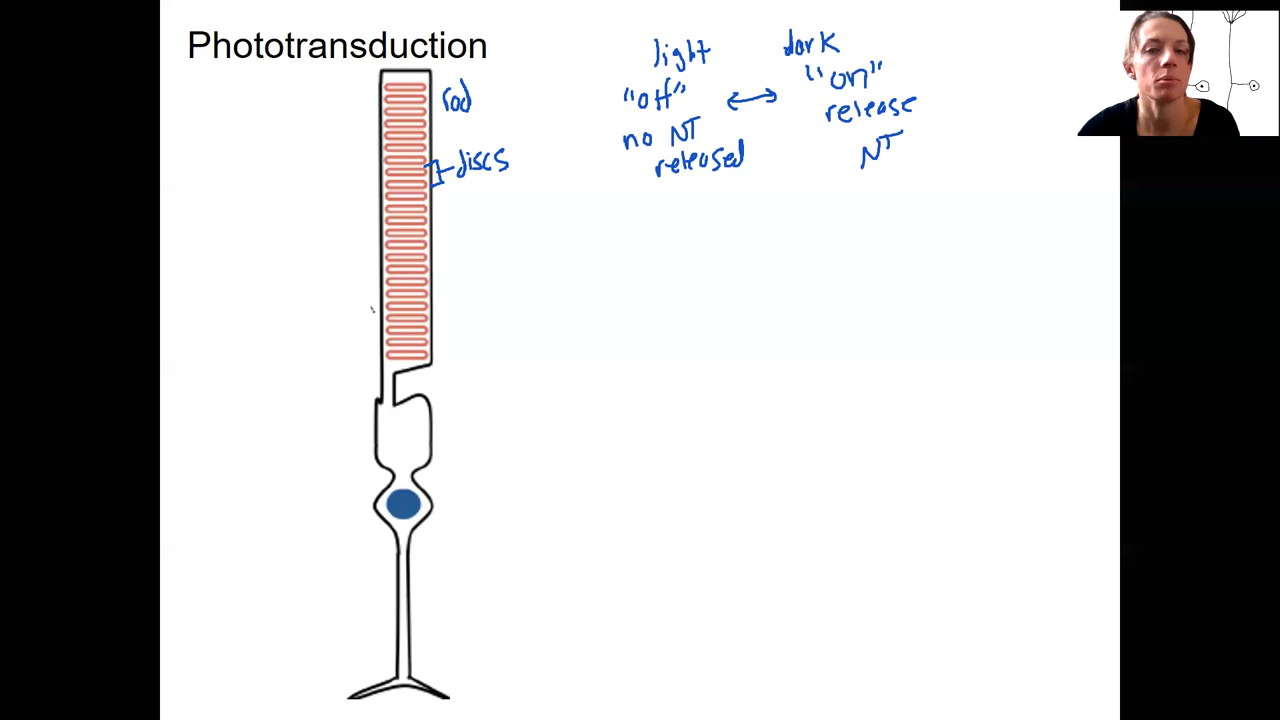 Phototransduction
rod
discs
light
"off"
no NT
released
dark
"on"
release
NT